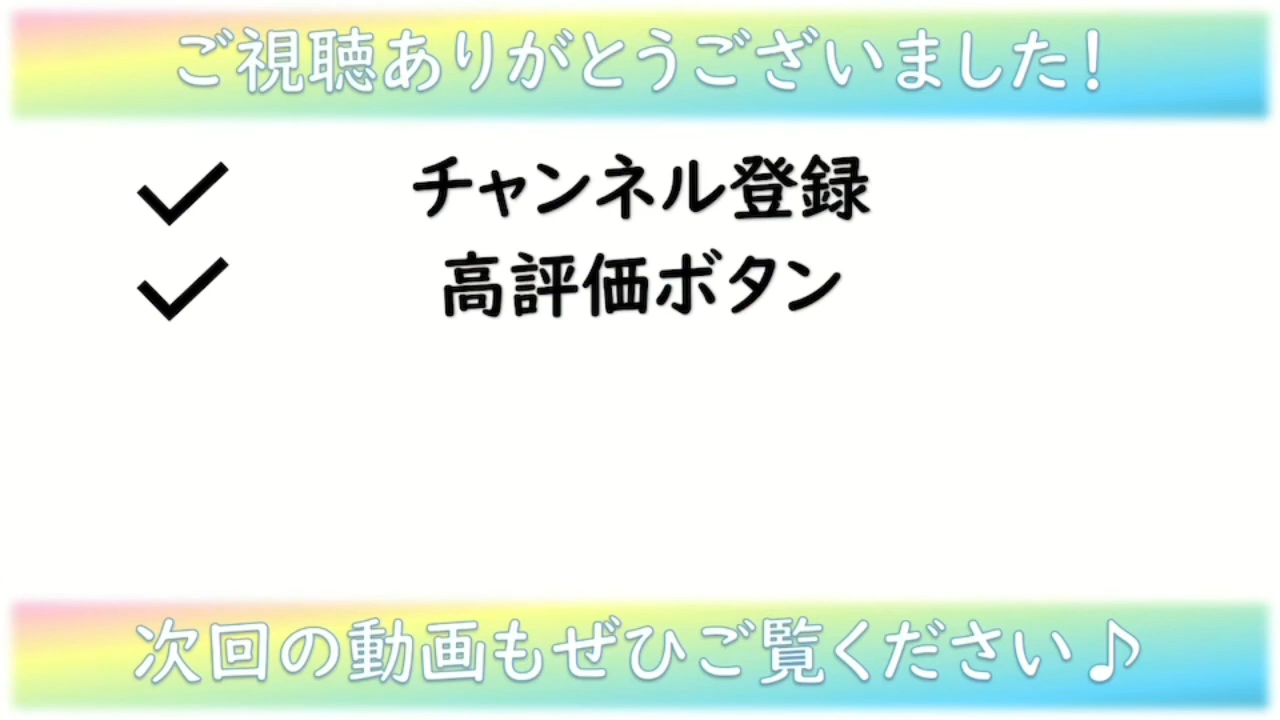 ご視聴ありがとうございました!
チャンネル登録
高評価ボタン
次回の動画もぜひご覧ください♪